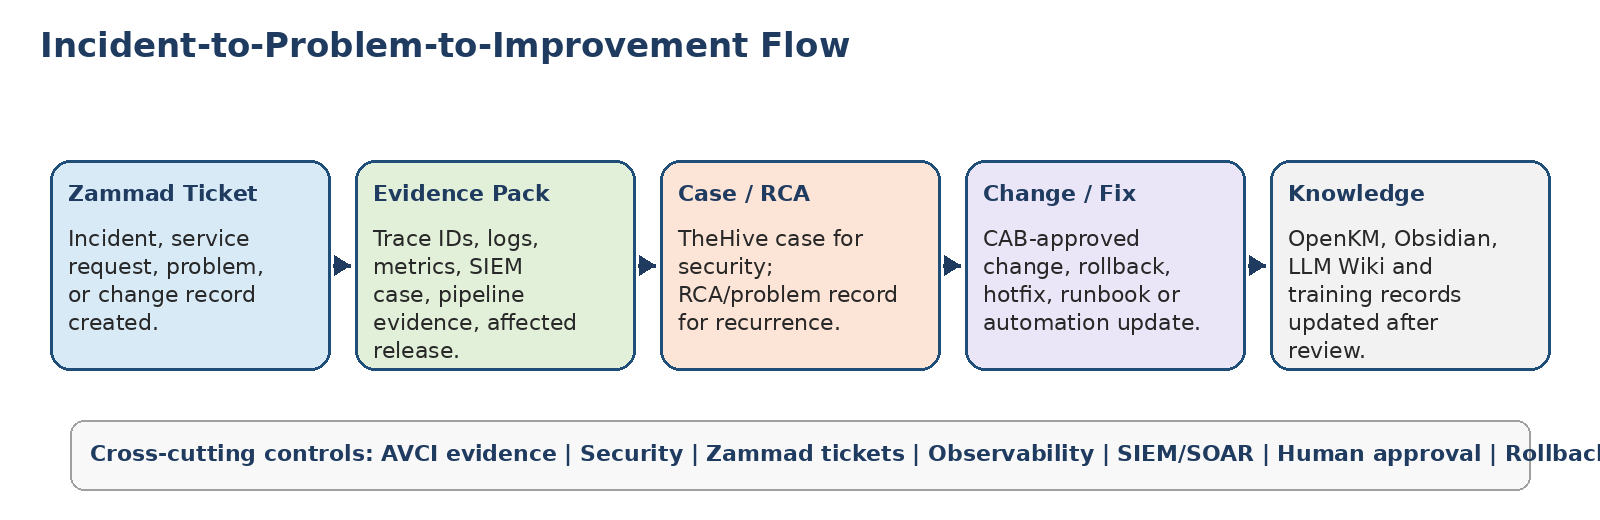 Incident-to-Problem-to-Improvement Flow
Zammad Ticket
Incident, service
request, problem,
or change record
created.
Evidence Pack
Trace IDs, logs,
metrics, SIEM
case, pipeline
evidence, affected
release.
Case / RCA
TheHive case for
security;
RCA/problem record
for recurrence.
Change / Fix
CAB-approved
change, rollback,
hotfix, runbook or
automation update.
Knowledge
OpenKM, Obsidian,
LLM Wiki and
training records
updated after
review.
Cross-cutting controls: AVCI evidence | Security | Zammad tickets | Observability | SIEM/SOAR | Human approval | Rollback